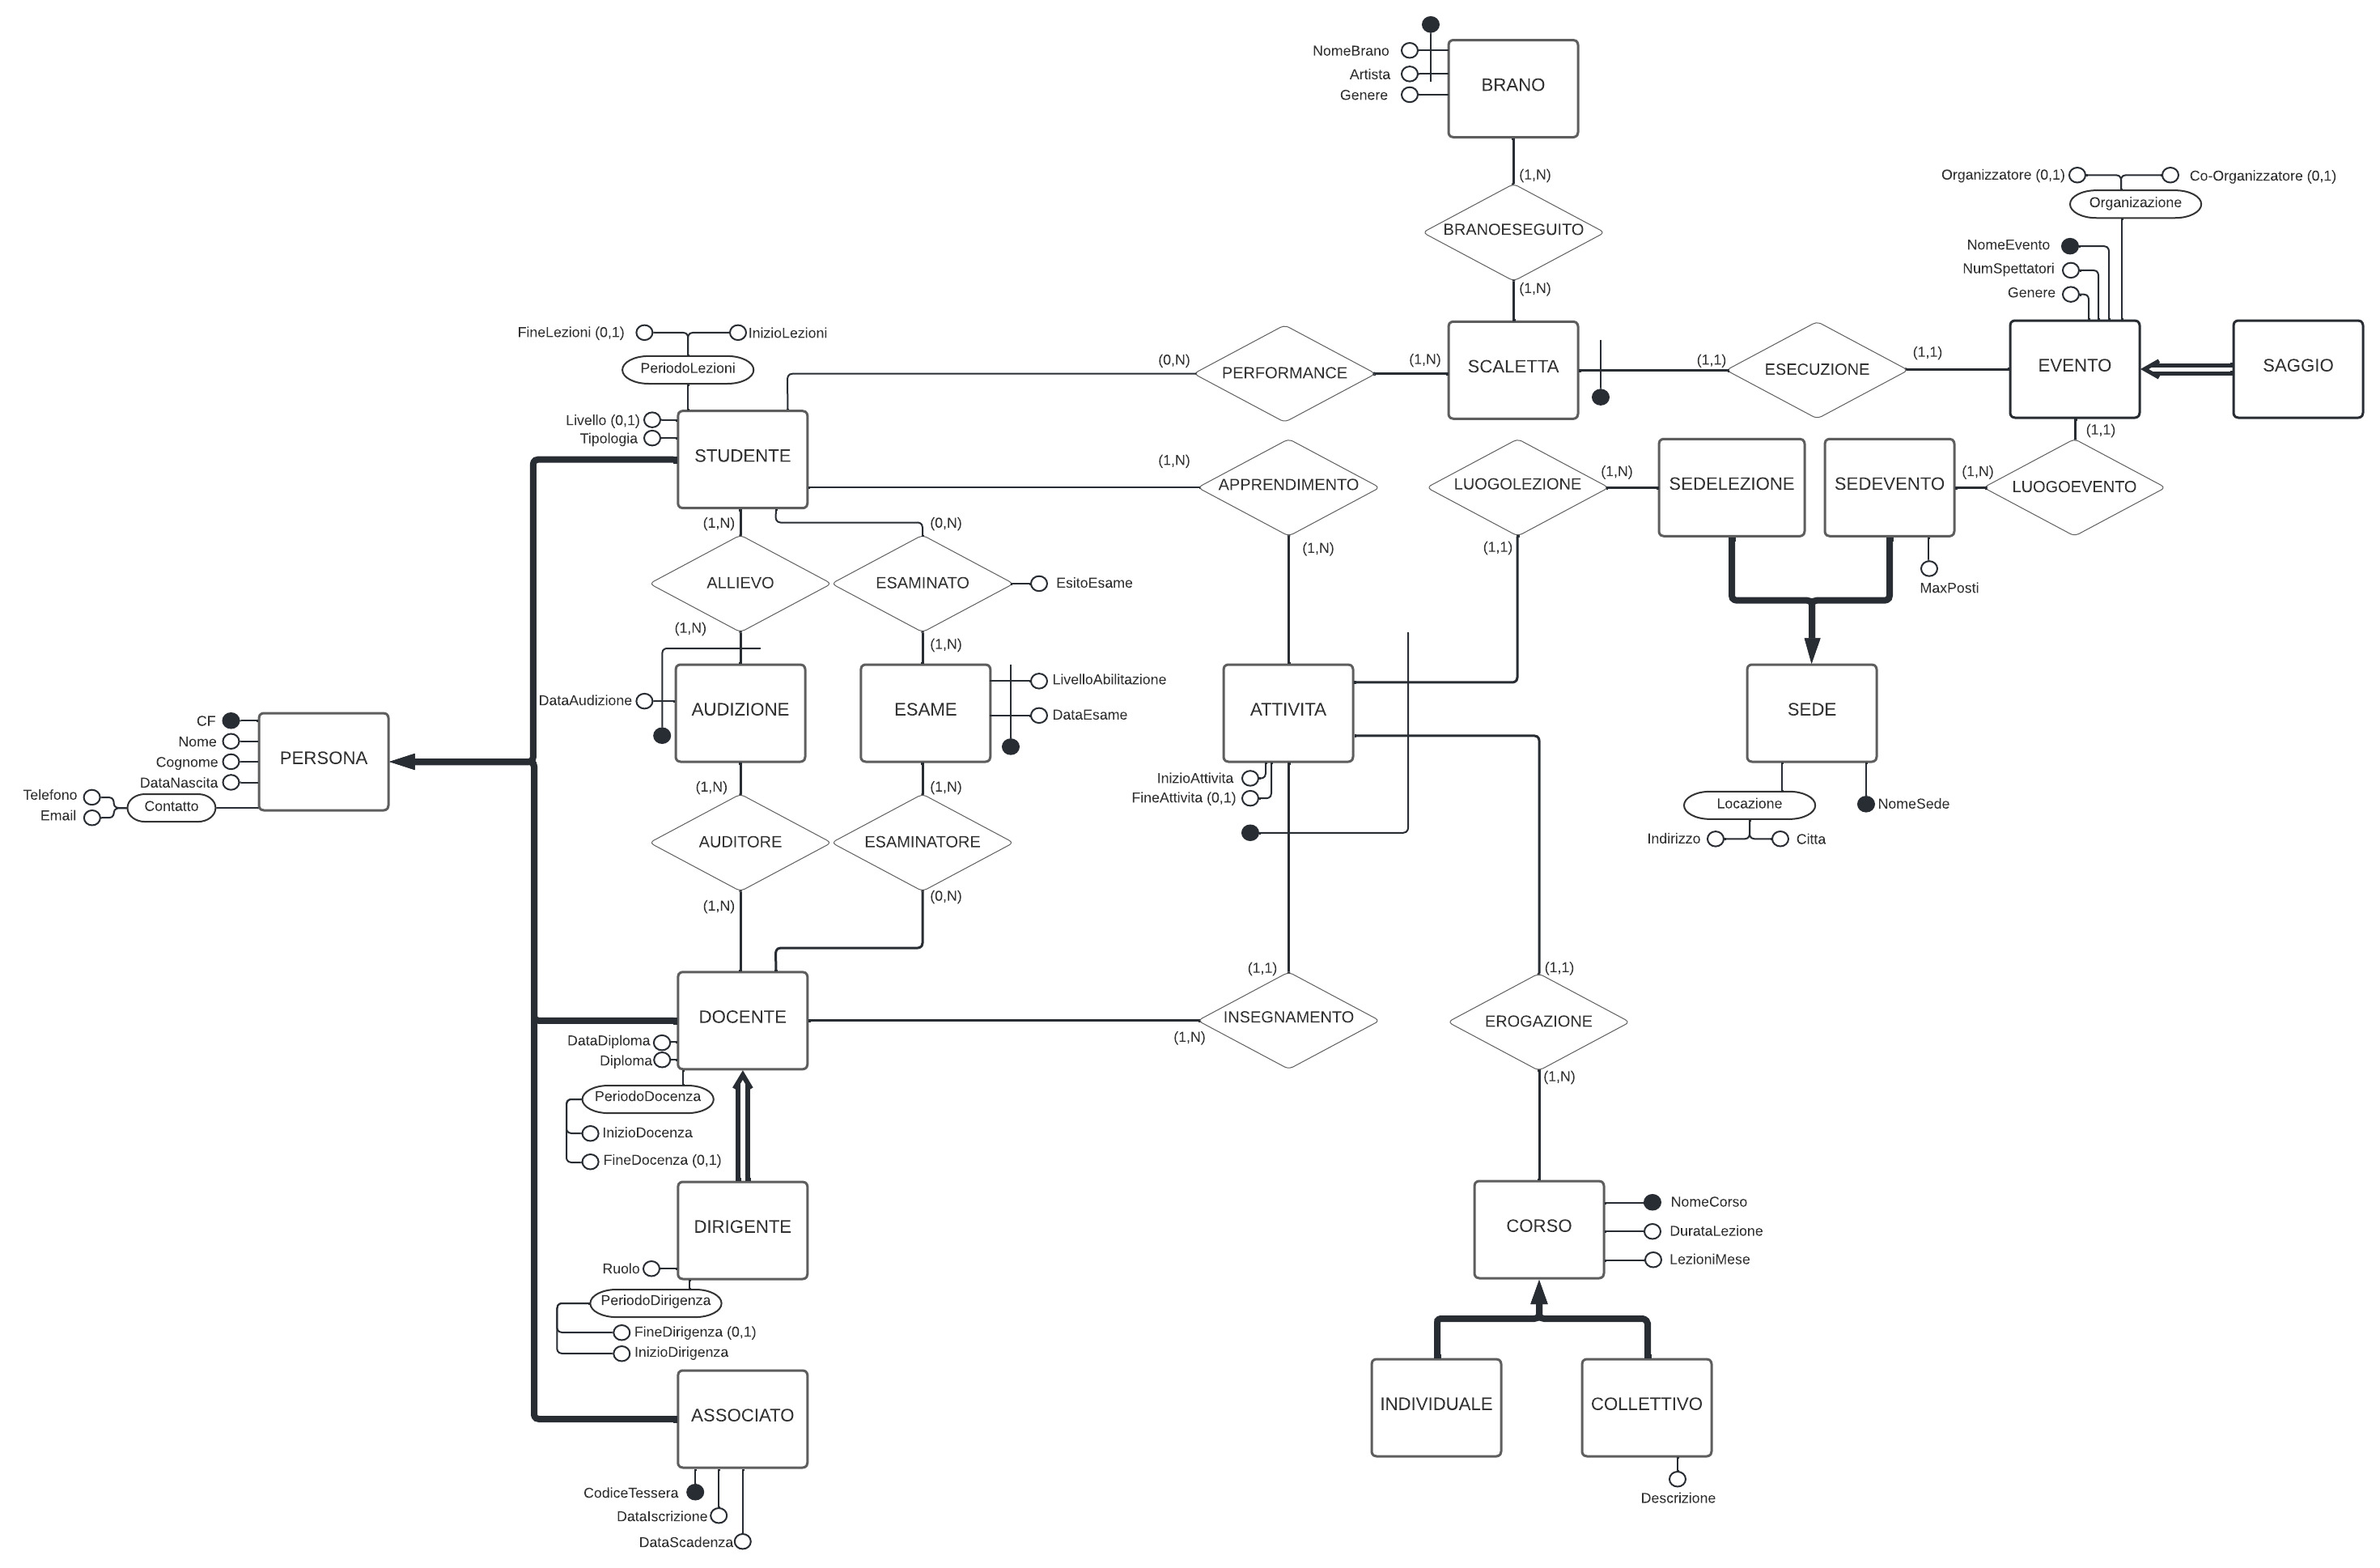 NomeBrano
Artista
Genere
BRANO
(1,N)
BRANOESEGUITO
(1,N)
Organizzatore (0,1)
Co-Organizzatore (0,1)
Organizazione
NomeEvento
NumSpettatori
Genere
FineLezioni (0,1)
InizioLezioni
PeriodoLezioni
(0,N)
PERFORMANCE
(1,N)
SCALETTA
(1,1)
ESECUZIONE
(1,1)
EVENTO
SAGGIO
Livello (0,1)
Tipologia
STUDENTE
(1,N)
APPRENDIMENTO
LUOGOLEZIONE
(1,N)
SEDELEZIONE
SEDEVENTO
(1,N)
LUOGOEVENTO
(1,1)
(1,N)
(0,N)
(1,N)
(1,1)
ALLIEVO
ESAMINATO
EsitoEsame
MaxPosti
(1,N)
(1,N)
DataAudizione
AUDIZIONE
ESAME
LivelloAbilitazione
DataEsame
ATTIVITA
SEDE
CF
Nome
Cognome
DataNascita
Telefono
Email
Contatto
PERSONA
(1,N)
(1,N)
InizioAttivita
FineAttivita (0,1)
Locazione
NomeSede
Indirizzo
Citta
AUDITORE
ESAMINATORE
(1,N)
(0,N)
(1,1)
(1,1)
DOCENTE
INSEGNAMENTO
EROGAZIONE
(1,N)
(1,N)
DataDiploma
Diploma
PeriodoDocenza
InizioDocenza
FineDocenza (0,1)
DIRIGENTE
CORSO
NomeCorso
DurataLezione
LezioniMese
Ruolo
PeriodoDirigenza
FineDirigenza (0,1)
InizioDirigenza
ASSOCIATO
INDIVIDUALE
COLLETTIVO
CodiceTessera
DataIscrizione
DataScadenza
Descrizione